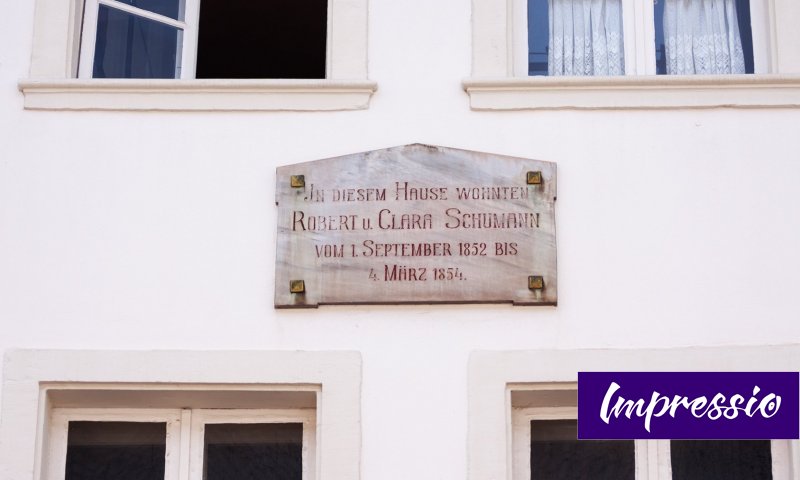 In diesem Hause wohnten
Robert u. Clara Schumann
vom 1. September 1852 bis
4. März 1854.
Impressio